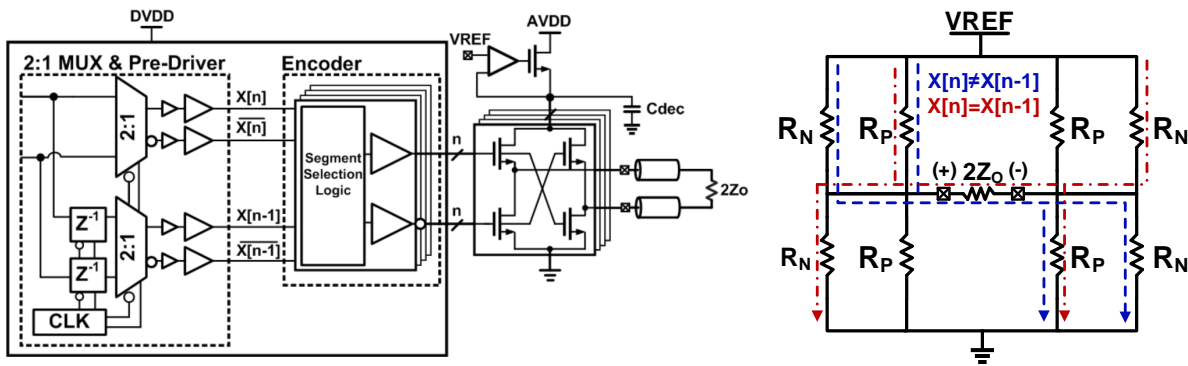 DVDD
2:1 MUX & Pre-Driver
2:1
X[n]
X[n]
2:1
X[n-1]
X[n-1]
Z-1
Z-1
CLK
Encoder
Segment
Selection
Logic
n
n
VREF
AVDD
Cdec
2Zo
VREF
X[n]≠X[n-1]
X[n]=X[n-1]
RN
RP
RP
RN
(+) 2ZO (-)
RN
RP
RP
RN